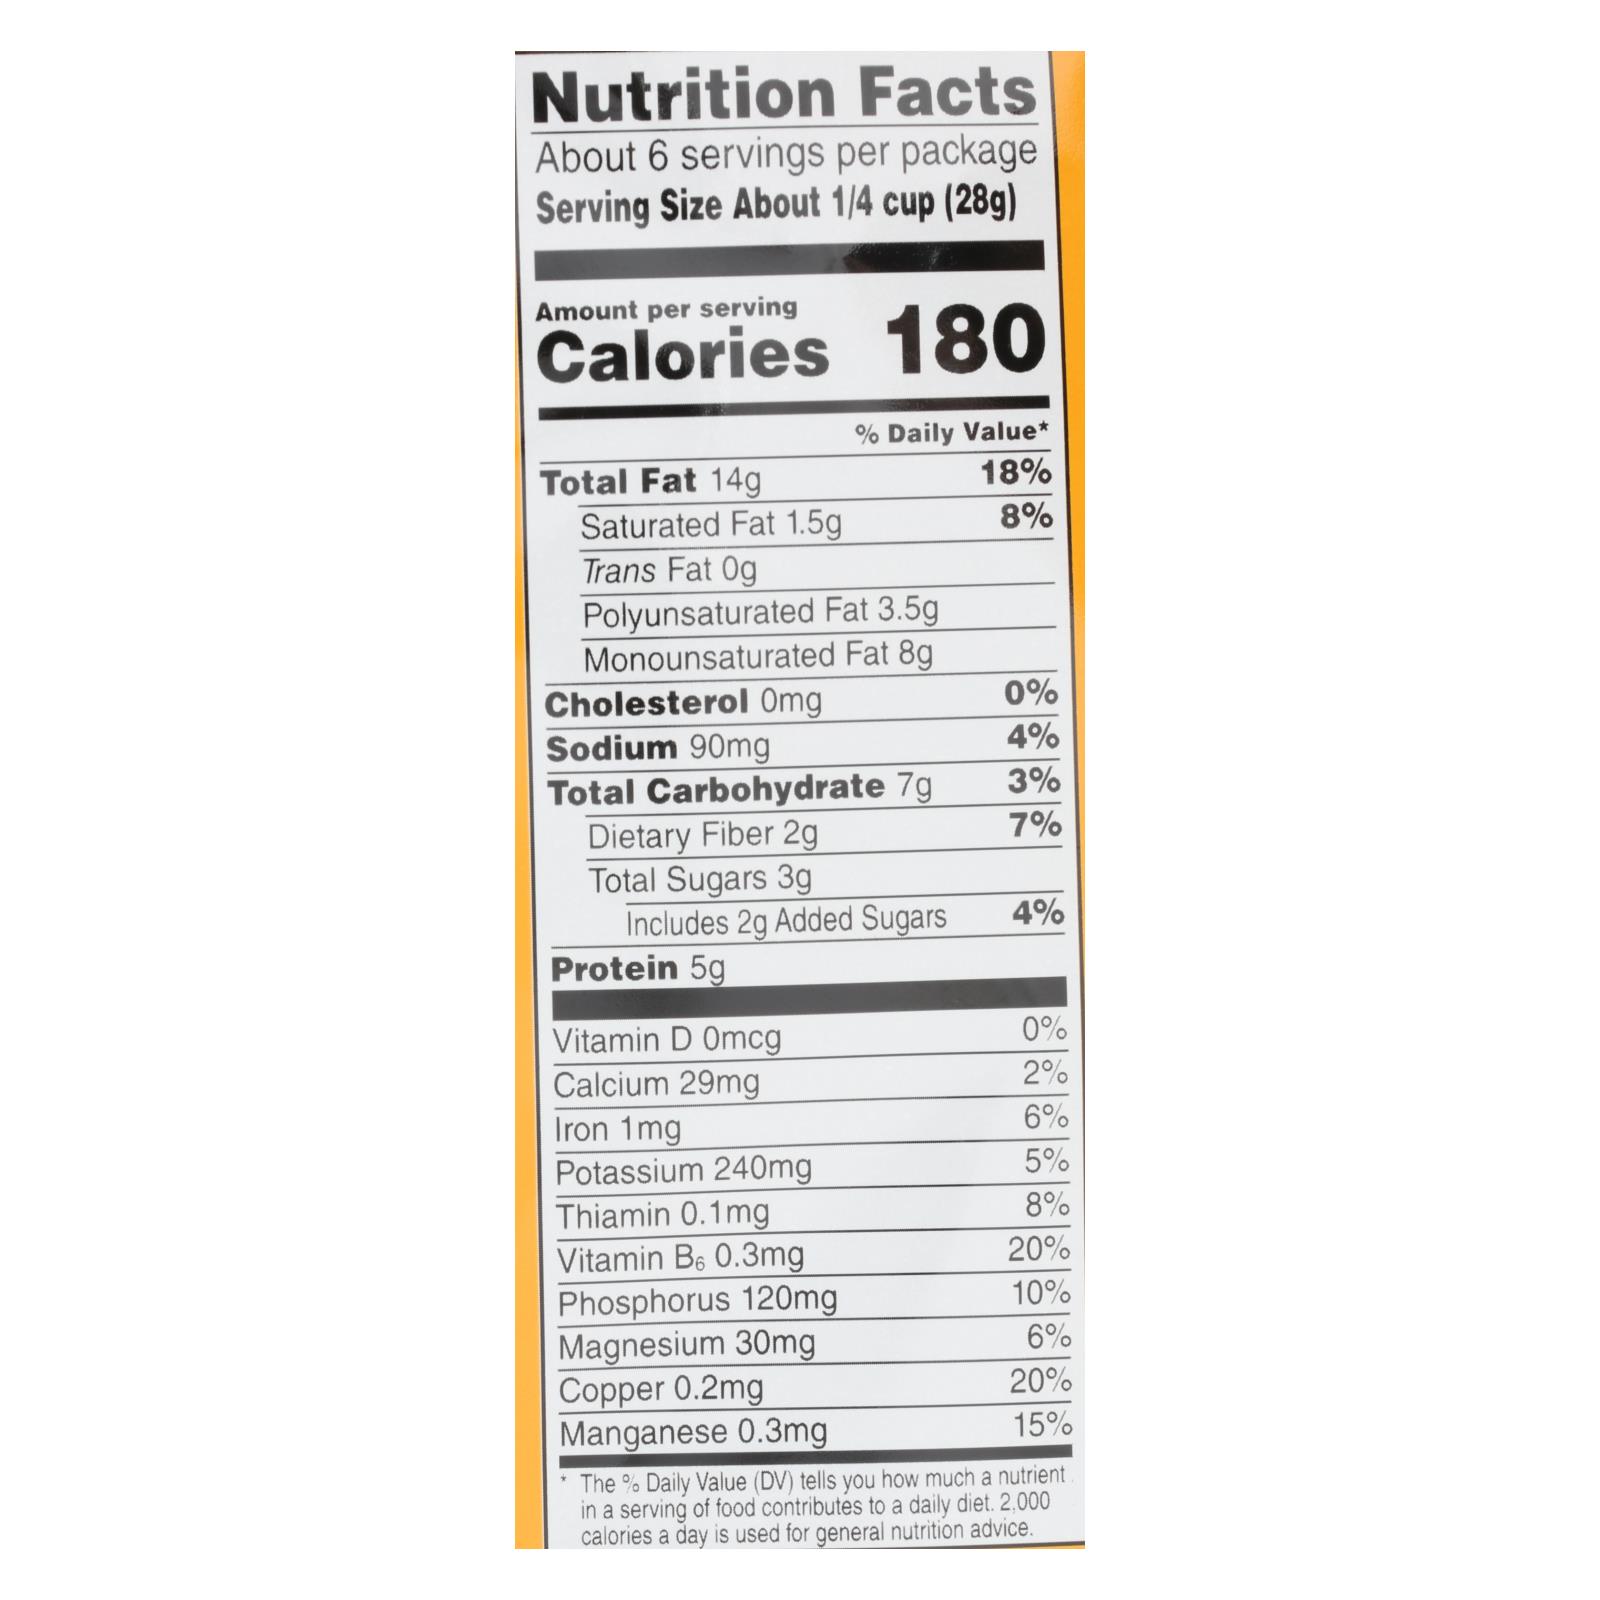 Nutrition Facts
About 6 servings per package
Serving Size About 1/4 cup (28g)
Amount per serving
Calories 180
% Daily Value*
Total Fat 14g 18%
Saturated Fat 1.5g 8%
Trans Fat 0g
Polyunsaturated Fat 3.5g
Monounsaturated Fat 8g
Cholesterol 0mg 0%
Sodium 90mg 4%
Total Carbohydrate 7g 3%
Dietary Fiber 2g 7%
Total Sugars 3g
Includes 2g Added Sugars 4%
Protein 5g
Vitamin D 0mcg 0%
Calcium 29mg 2%
Iron 1mg 6%
Potassium 240mg 5%
Thiamin 0.1mg 8%
Vitamin B₆ 0.3mg 20%
Phosphorus 120mg 10%
Magnesium 30mg 6%
Copper 0.2mg 20%
Manganese 0.3mg 15%
* The % Daily Value (DV) tells you how much a nutrient
in a serving of food contributes to a daily diet. 2,000
calories a day is used for general nutrition advice.